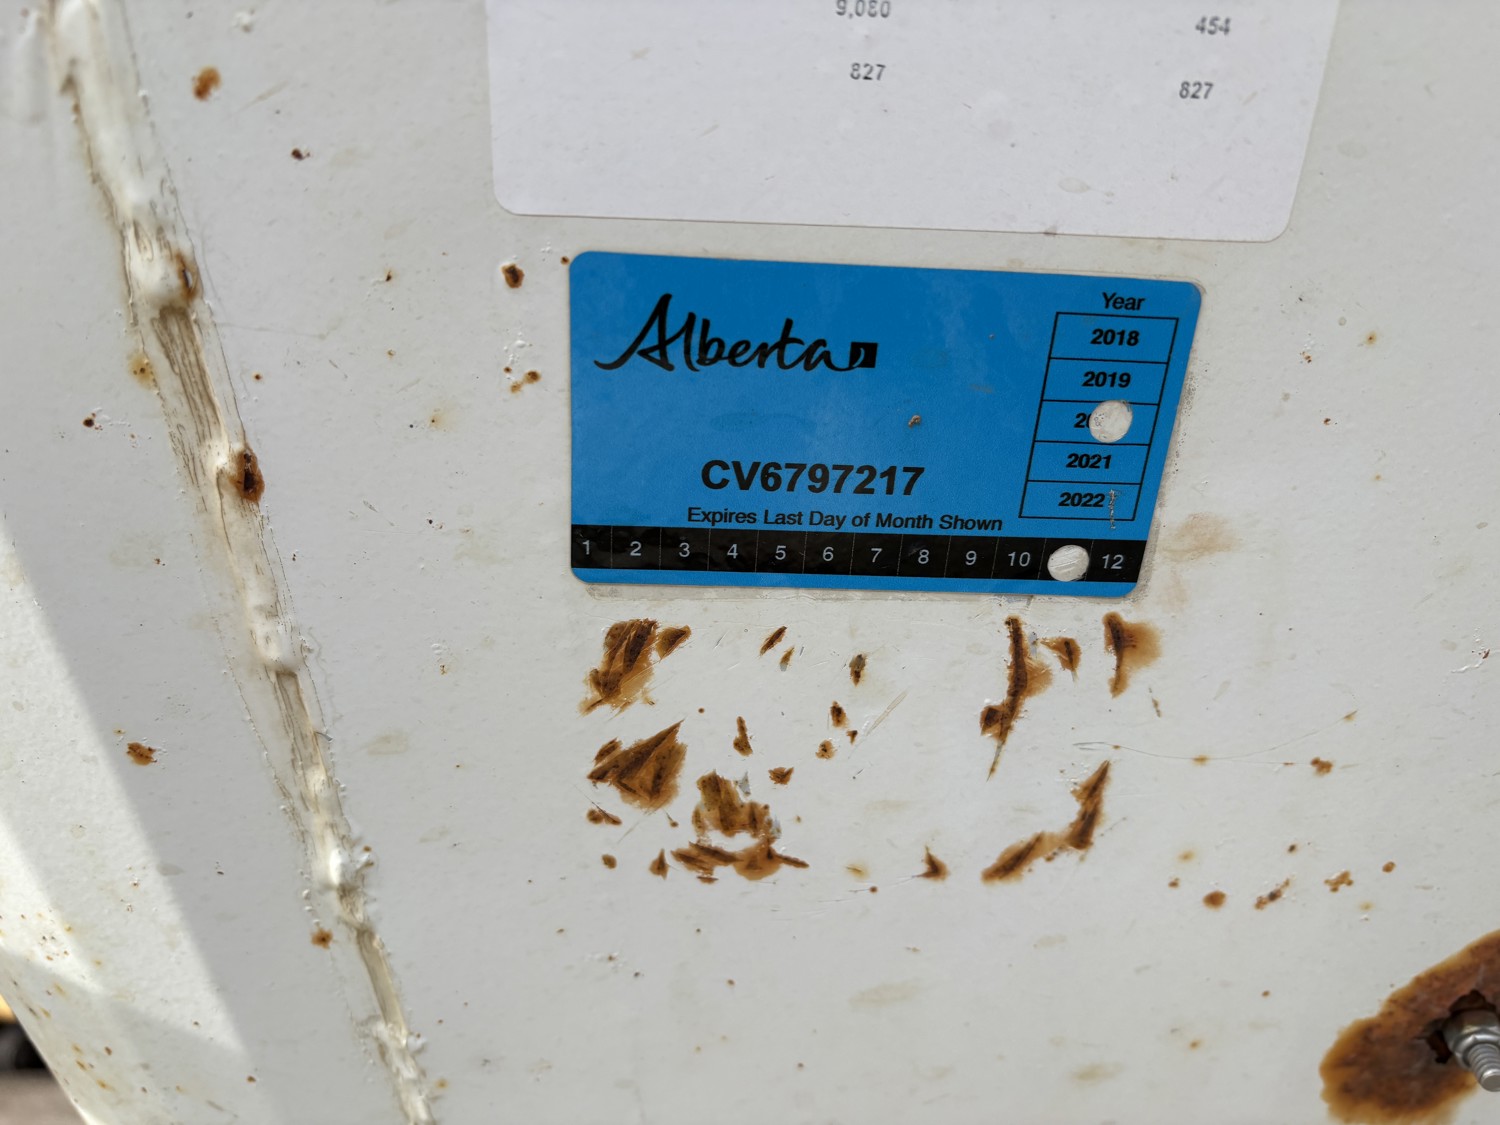 9,080 454
827 827
Alberta
Year
2018
2019
2021
2022
CV6797217
Expires Last Day of Month Shown
1 2 3 4 5 6 7 8 9 10 12